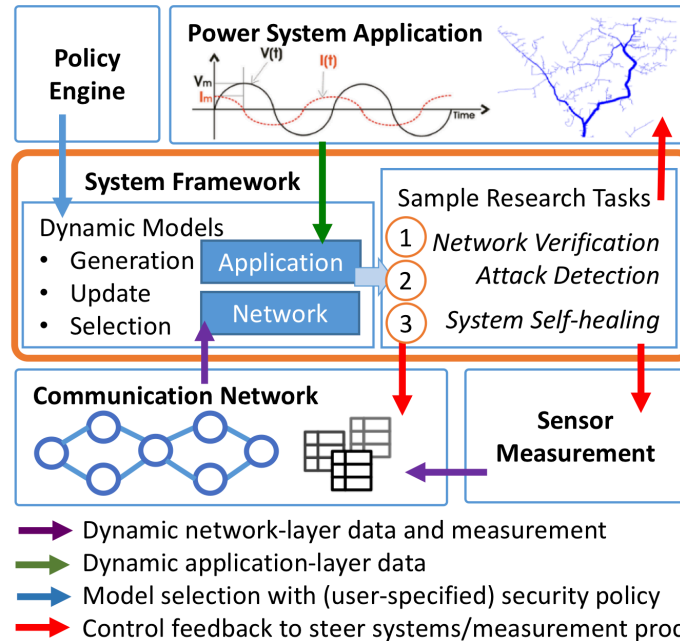 Policy
Engine
Power System Application
V(t)
I(t)
Vm
Im
Time
System Framework
Dynamic Models
• Generation
• Update
• Selection
Application
Network
Sample Research Tasks
1
Network Verification
2
Attack Detection
3
System Self-healing
Communication Network
Sensor
Measurement
Dynamic network-layer data and measurement
Dynamic application-layer data
Model selection with (user-specified) security policy
Control feedback to steer systems/measurement proc